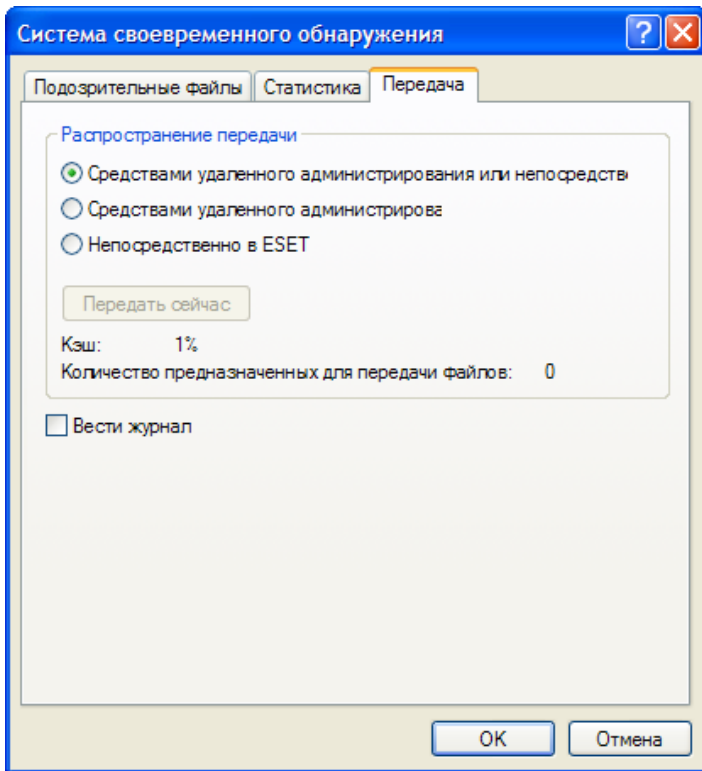 Система своевременного обнаружения
Подозрительные файлы Статистика Передача
Распространение передачи
Средствами удаленного администрирования или непосредстве
Средствами удаленного администрирова
Непосредственно в ESET
Передать сейчас
Кэш: 1%
Количество предназначенных для передачи файлов: 0
Вести журнал
OK Отмена